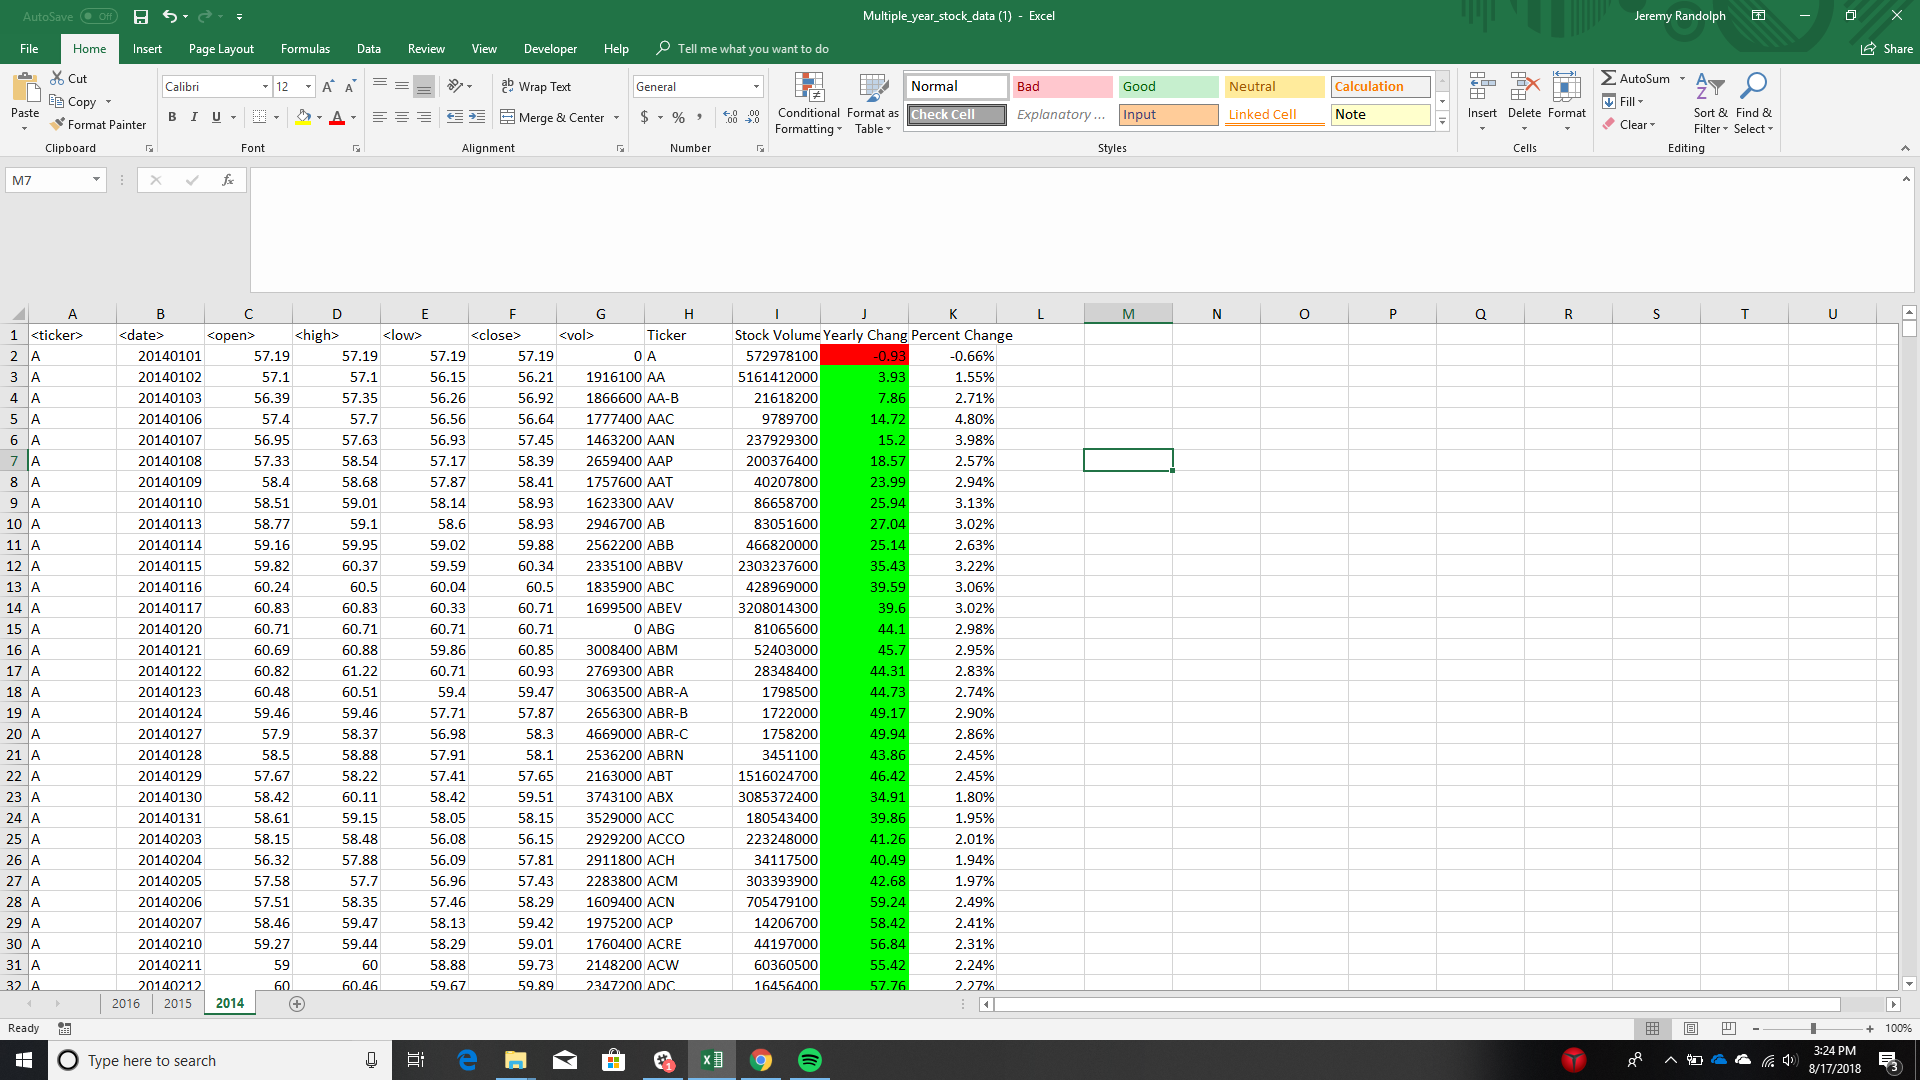 AutoSave Off
Multiple_year_stock_data (1) - Excel
Jeremy Randolph
File Home Insert Page Layout Formulas Data Review View Developer Help Tell me what you want to do Share
Paste Cut Copy Format Painter Clipboard
Calibri 12 A A B I U A Font
Wrap Text Merge & Center Alignment
General $ % , Number
Conditional Formatting Format as Table
Normal Bad Good Neutral Calculation
Check Cell Explanatory ... Input Linked Cell Note
Styles
Insert Delete Format Cells
AutoSum Fill Clear Sort & Filter Find & Select Editing
M7 fx
A B C D E F G H I J K L M N O P Q R S T U
1 <ticker> <date> <open> <high> <low> <close> <vol> Ticker Stock Volume Yearly Chang Percent Change
2 A 20140101 57.19 57.19 57.19 57.19 0 A 572978100 -0.93 -0.66%
3 A 20140102 57.1 57.1 56.15 56.21 1916100 AA 5161412000 3.93 1.55%
4 A 20140103 56.39 57.35 56.26 56.92 1866600 AA-B 21618200 7.86 2.71%
5 A 20140106 57.4 57.7 56.56 56.64 1777400 AAC 9789700 14.72 4.80%
6 A 20140107 56.95 57.63 56.93 57.45 1463200 AAN 237929300 15.2 3.98%
7 A 20140108 57.33 58.54 57.17 58.39 2659400 AAP 200376400 18.57 2.57%
8 A 20140109 58.4 58.68 57.87 58.41 1757600 AAT 40207800 23.99 2.94%
9 A 20140110 58.51 59.01 58.14 58.93 1623300 AAV 86658700 25.94 3.13%
10 A 20140113 58.77 59.1 58.6 58.93 2946700 AB 83051600 27.04 3.02%
11 A 20140114 59.16 59.95 59.02 59.88 2562200 ABB 466820000 25.14 2.63%
12 A 20140115 59.82 60.37 59.59 60.34 2335100 ABBV 2303237600 35.43 3.22%
13 A 20140116 60.24 60.5 60.04 60.5 1835900 ABC 428969000 39.59 3.06%
14 A 20140117 60.83 60.83 60.33 60.71 1699500 ABEV 3208014300 39.6 3.02%
15 A 20140120 60.71 60.71 60.71 60.71 0 ABG 81065600 44.1 2.98%
16 A 20140121 60.69 60.88 59.86 60.85 3008400 ABM 52403000 45.7 2.95%
17 A 20140122 60.82 61.22 60.71 60.93 2769300 ABR 28348400 44.31 2.83%
18 A 20140123 60.48 60.51 59.4 59.47 3063500 ABR-A 1798500 44.73 2.74%
19 A 20140124 59.46 59.46 57.71 57.87 2656300 ABR-B 1722000 49.17 2.90%
20 A 20140127 57.9 58.37 56.98 58.3 4669000 ABR-C 1758200 49.94 2.86%
21 A 20140128 58.5 58.88 57.91 58.1 2536200 ABRN 3451100 43.86 2.45%
22 A 20140129 57.67 58.22 57.41 57.65 2163000 ABT 1516024700 46.42 2.45%
23 A 20140130 58.42 60.11 58.42 59.51 3743100 ABX 3085372400 34.91 1.80%
24 A 20140131 58.61 59.15 58.05 58.15 3529000 ACC 180543400 39.86 1.95%
25 A 20140203 58.15 58.48 56.08 56.15 2929200 ACCO 223248000 41.26 2.01%
26 A 20140204 56.32 57.88 56.09 57.81 2911800 ACH 34117500 40.49 1.94%
27 A 20140205 57.58 57.7 56.96 57.43 2283800 ACM 303393900 42.68 1.97%
28 A 20140206 57.51 58.35 57.46 58.29 1609400 ACN 705479100 59.24 2.49%
29 A 20140207 58.46 59.47 58.13 59.42 1975200 ACP 14206700 58.42 2.41%
30 A 20140210 59.27 59.44 58.29 59.01 1760400 ACRE 44197000 56.84 2.31%
31 A 20140211 59 60 58.88 59.73 2148200 ACW 60360500 55.42 2.24%
32 A 20140212 60 60.46 59.67 59.89 2347200 ADC 16456400 57.76 2.27%
2016 2015 2014
Ready 100%
Type here to search
3:24 PM
8/17/2018
1
3